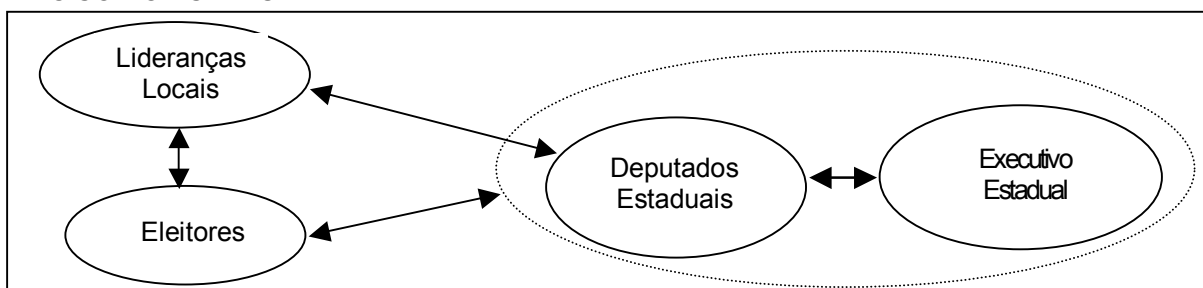 Lideranças
Locais
Deputados
Estaduais
Executivo
Estadual
Eleitores